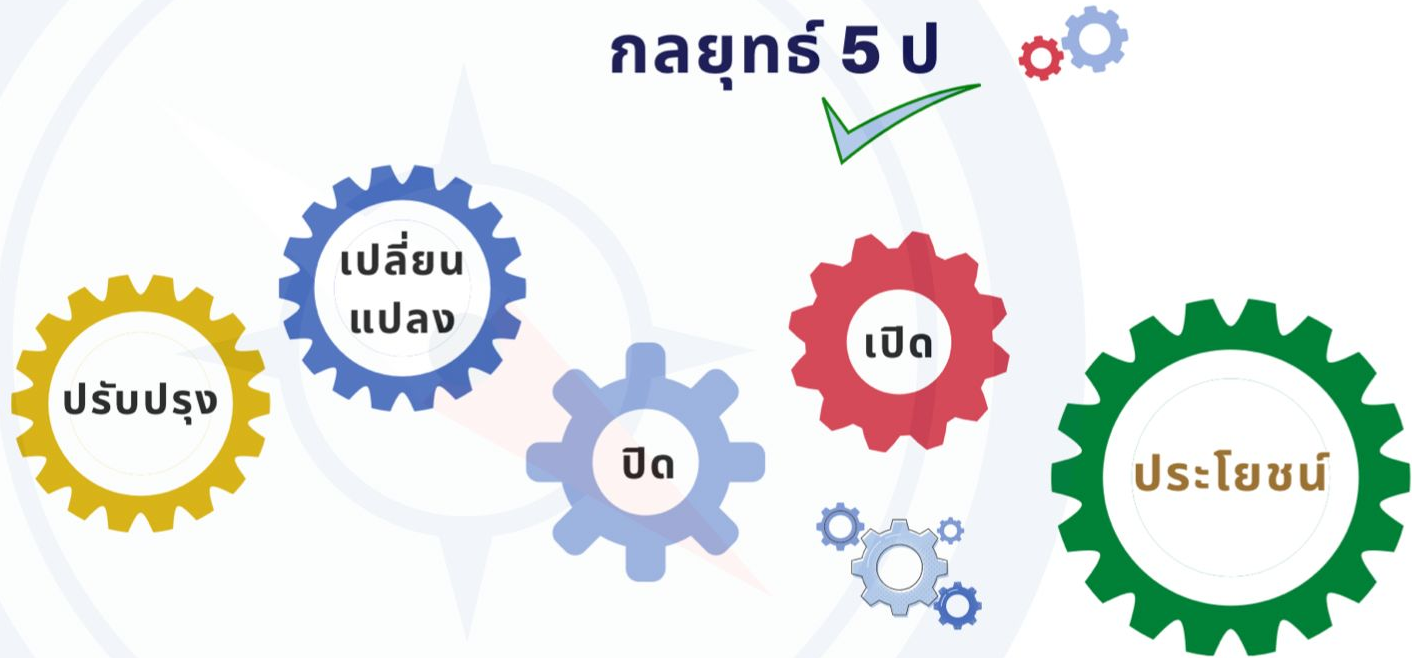 กลยุทธ์ 5 ป
ปรับปรุง
เปลี่ยน
แปลง
ปิด
เปิด
ประโยชน์